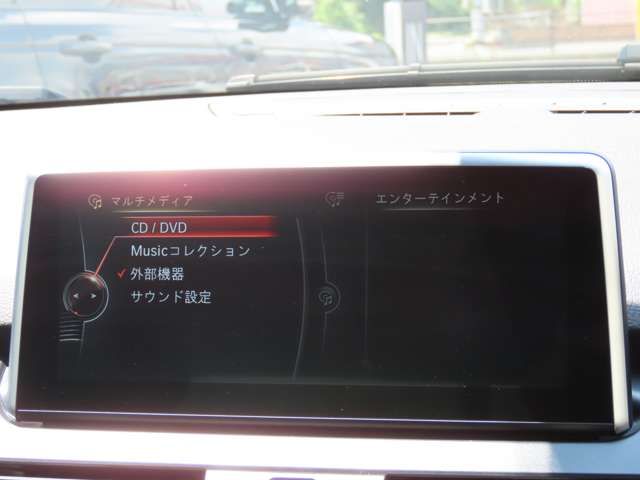 マルチメディア
エンターテインメント
CD / DVD
Musicコレクション
外部機器
サウンド設定